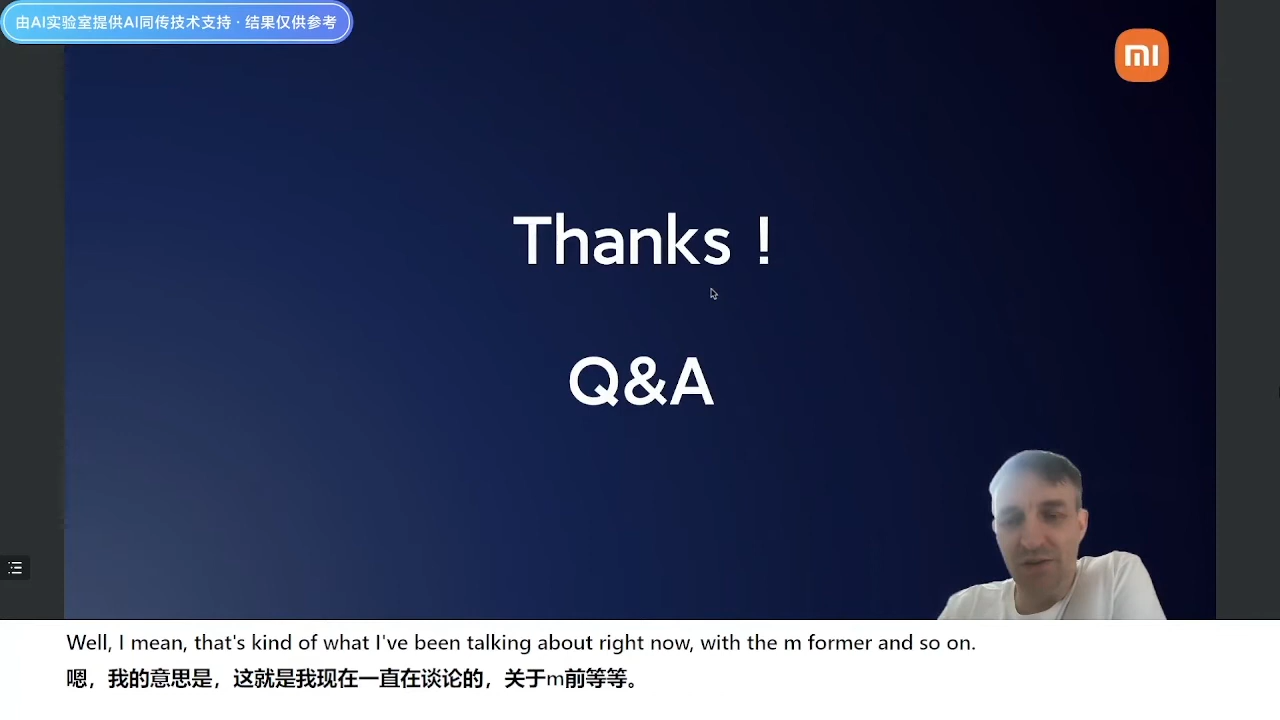 由AI实验室提供AI同传技术支持 · 结果仅供参考
mi
Thanks !
Q&A
Well, I mean, that's kind of what I've been talking about right now, with the m former and so on.
嗯，我的意思是，这就是我现在一直在谈论的，关于m前等等。